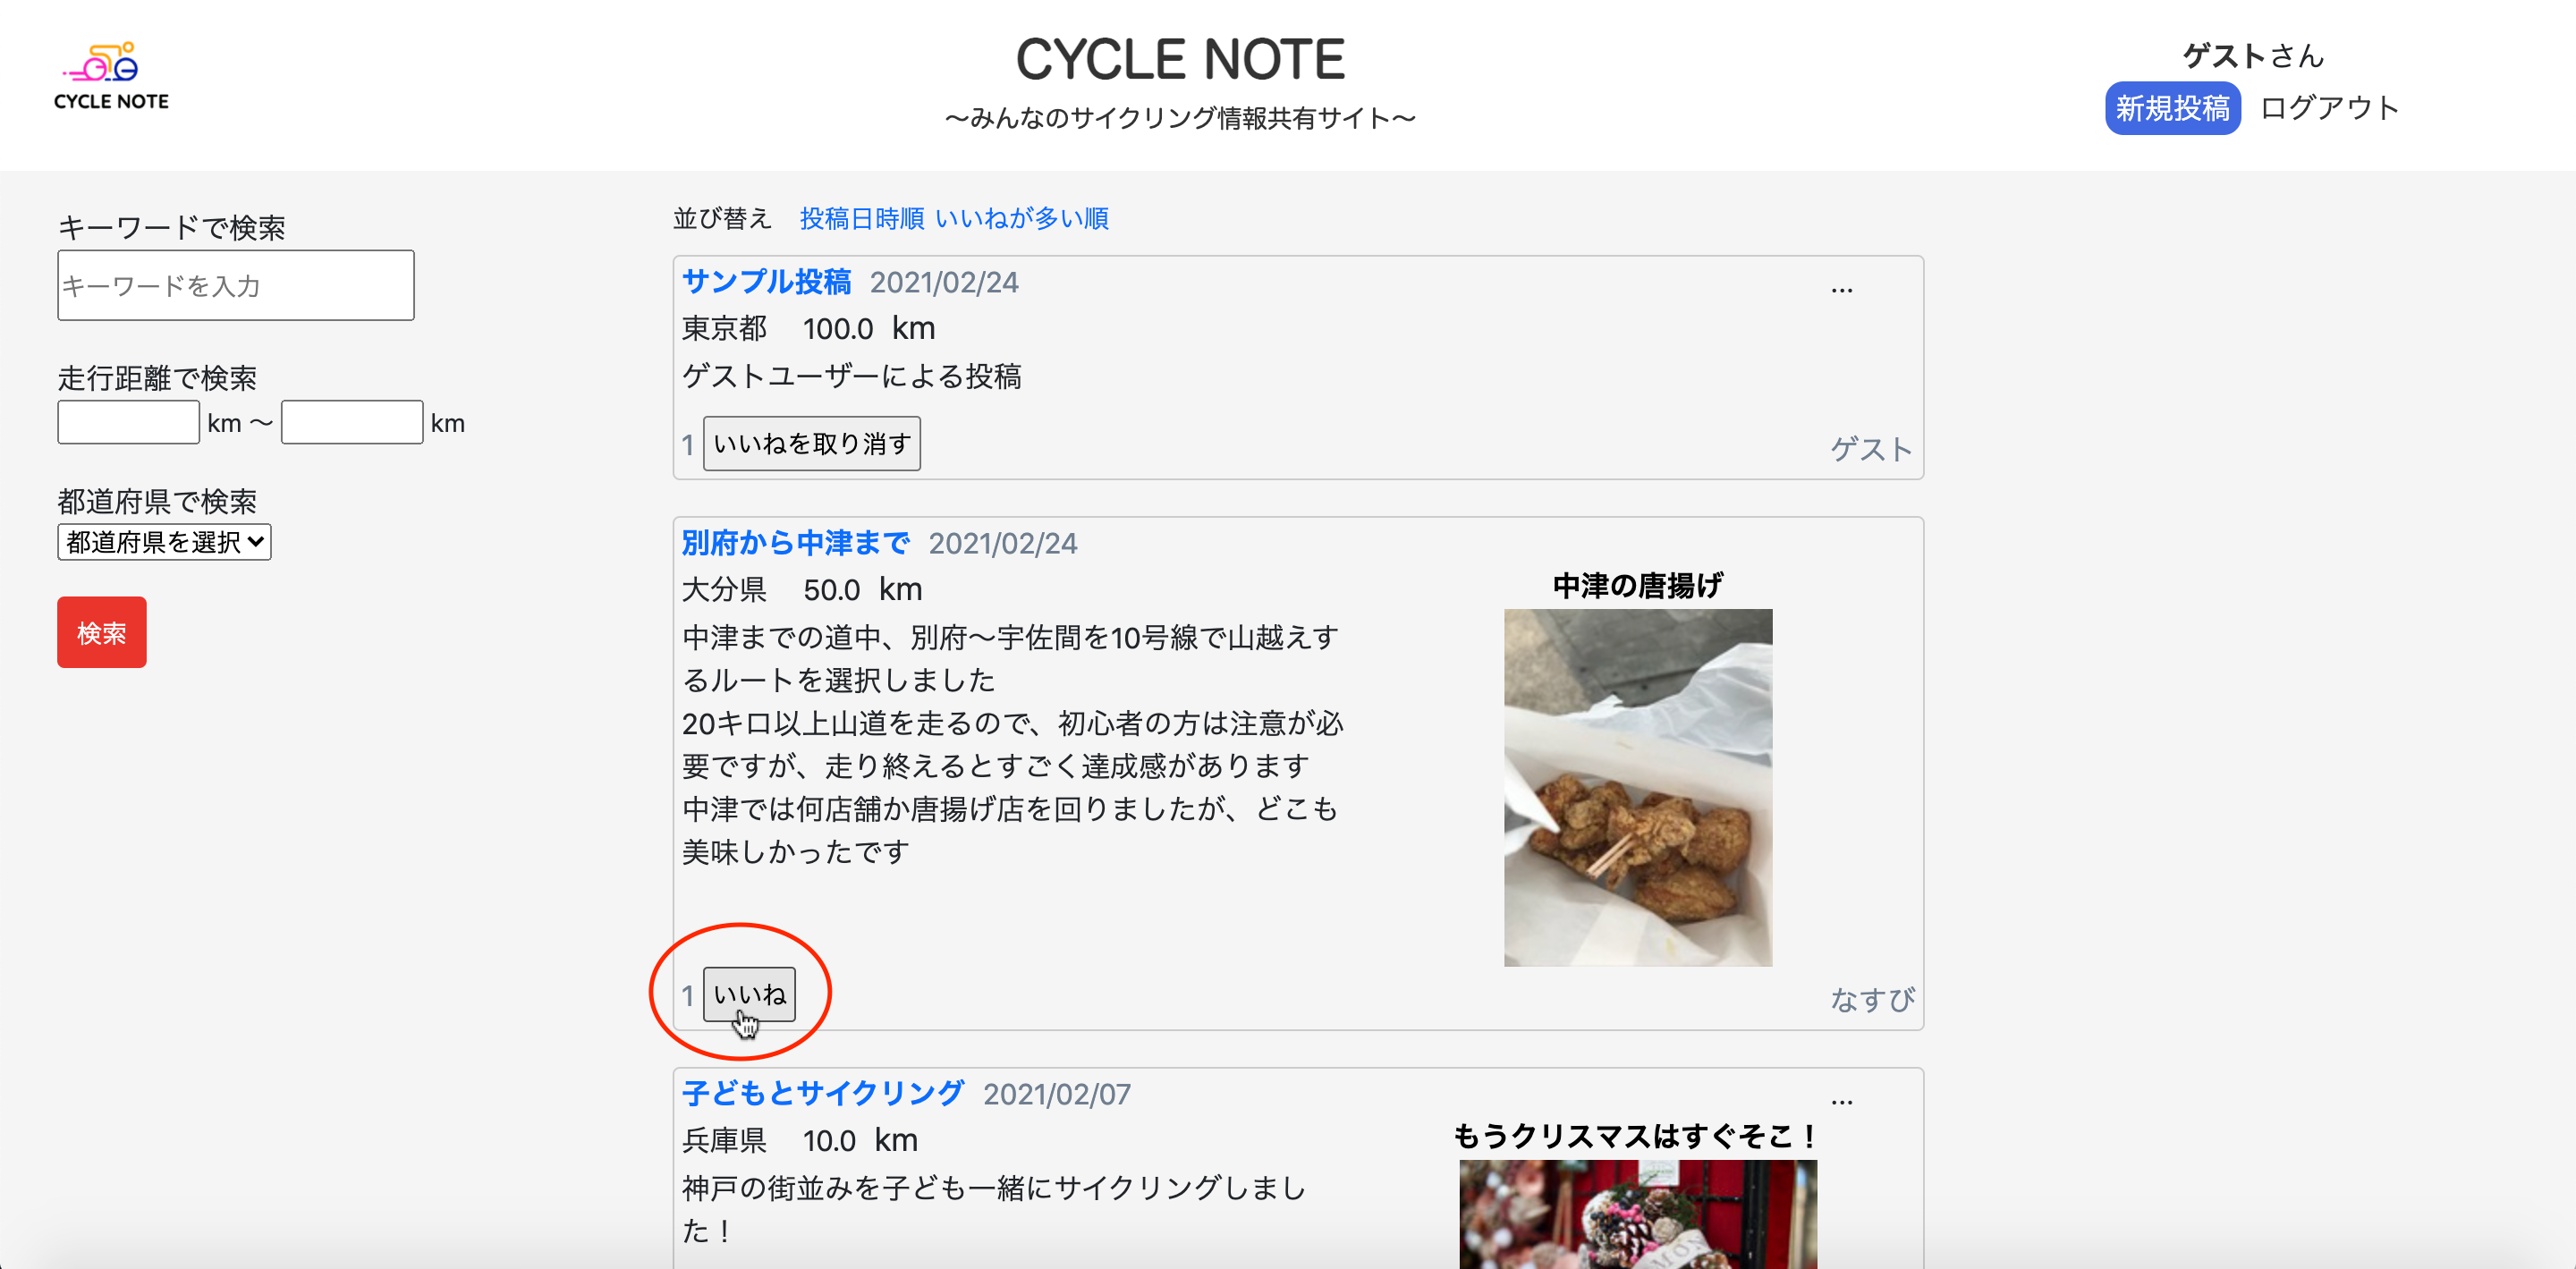 CYCLE NOTE
CYCLE NOTE
〜みんなのサイクリング情報共有サイト〜
ゲストさん
新規投稿 ログアウト
キーワードで検索
キーワードを入力
走行距離で検索
km 〜 km
都道府県で検索
都道府県を選択
検索
並び替え 投稿日時順 いいねが多い順
サンプル投稿 2021/02/24 ...
東京都 100.0 km
ゲストユーザーによる投稿
1 いいねを取り消す ゲスト
別府から中津まで 2021/02/24
大分県 50.0 km
中津までの道中、別府〜宇佐間を10号線で山越えす
るルートを選択しました
20キロ以上山道を走るので、初心者の方は注意が必
要ですが、走り終えるとすごく達成感があります
中津では何店舗か唐揚げ店を回りましたが、どこも
美味しかったです
中津の唐揚げ
1 いいね なすび
子どもとサイクリング 2021/02/07 ...
兵庫県 10.0 km
神戸の街並みを子ども一緒にサイクリングしまし
た！
もうクリスマスはすぐそこ！